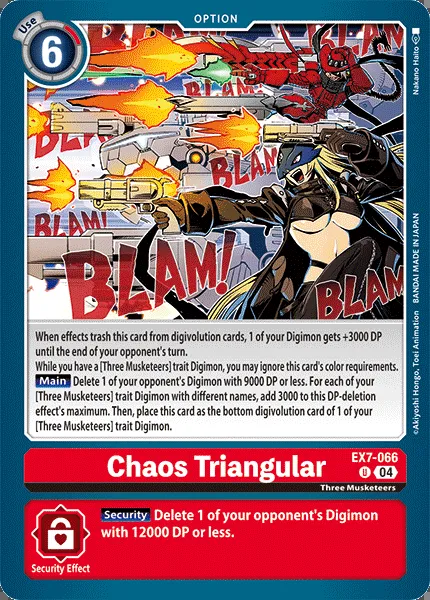 OPTION
Use
6
Nakano Haito
BLAM!
BLAM!
BLAM!
BLAM!
BLAM
When effects trash this card from digivolution cards, 1 of your Digimon gets +3000 DP
until the end of your opponent's turn.
While you have a [Three Musketeers] trait Digimon, you may ignore this card's color requirements.
Main Delete 1 of your opponent's Digimon with 9000 DP or less. For each of your
[Three Musketeers] trait Digimon with different names, add 3000 to this DP-deletion
effect's maximum. Then, place this card as the bottom digivolution card of 1 of your
[Three Musketeers] trait Digimon.
©Akiyoshi Hongo, Toei Animation BANDAI MADE IN JAPAN
Chaos Triangular
EX7-066
U 04
Three Musketeers
Security Effect
Security Delete 1 of your opponent's Digimon
with 12000 DP or less.